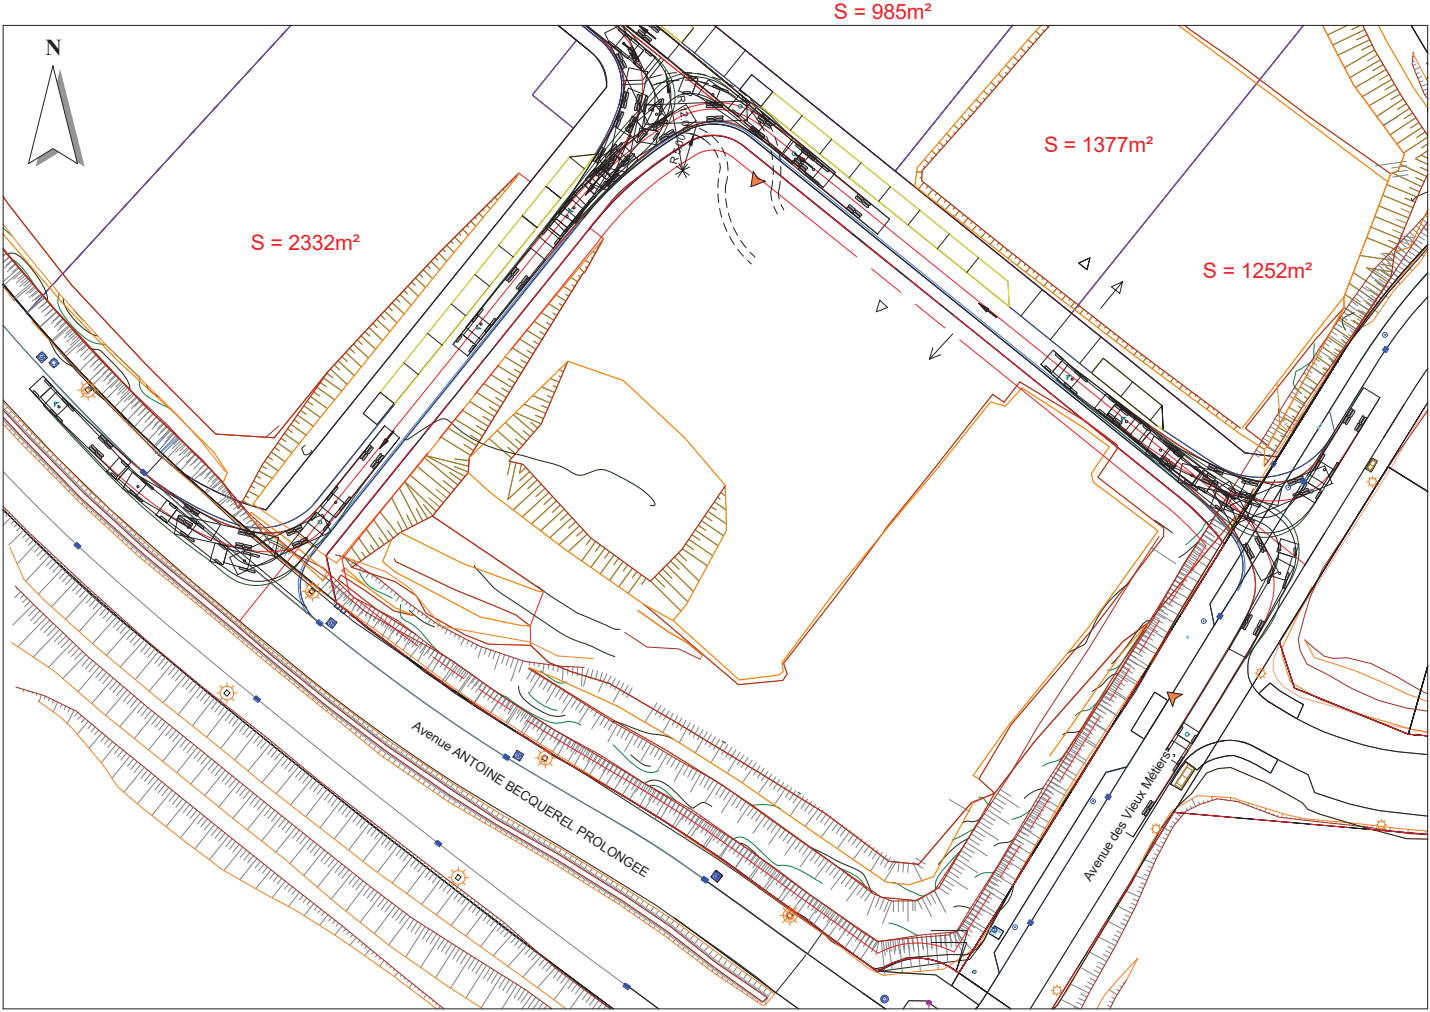 S = 985m²
N
S = 1377m²
S = 2332m²
S = 1252m²
Avenue ANTOINE BECQUEREL PROLONGEE
Avenue des Vieux Métiers